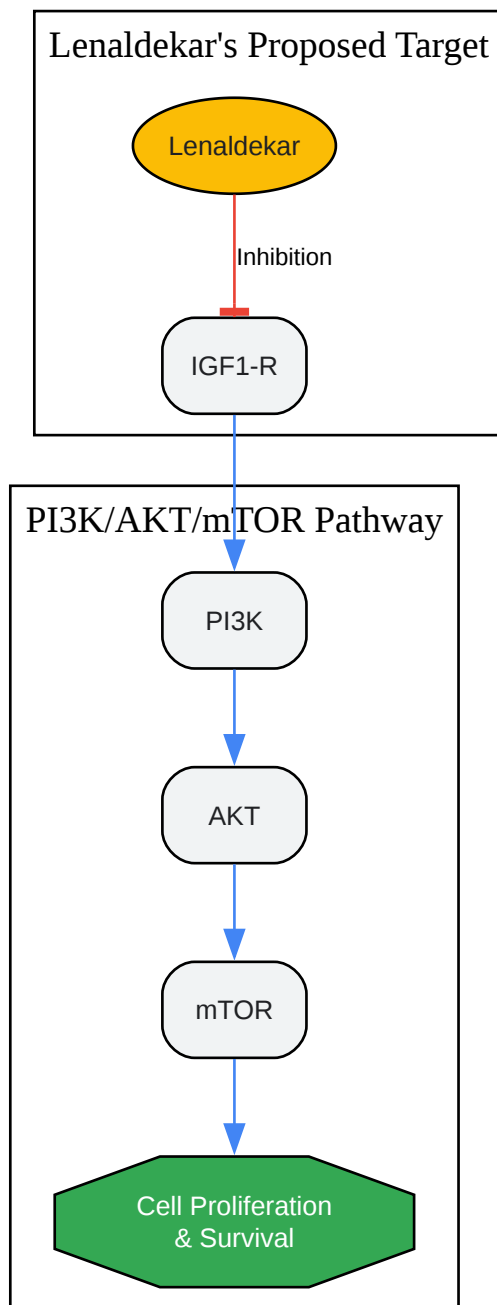 Lenaldekar's Proposed Target
Lenaldekar
Inhibition
IGF1-R
PI3K/AKT/mTOR Pathway
PI3K
AKT
mTOR
Cell Proliferation
& Survival